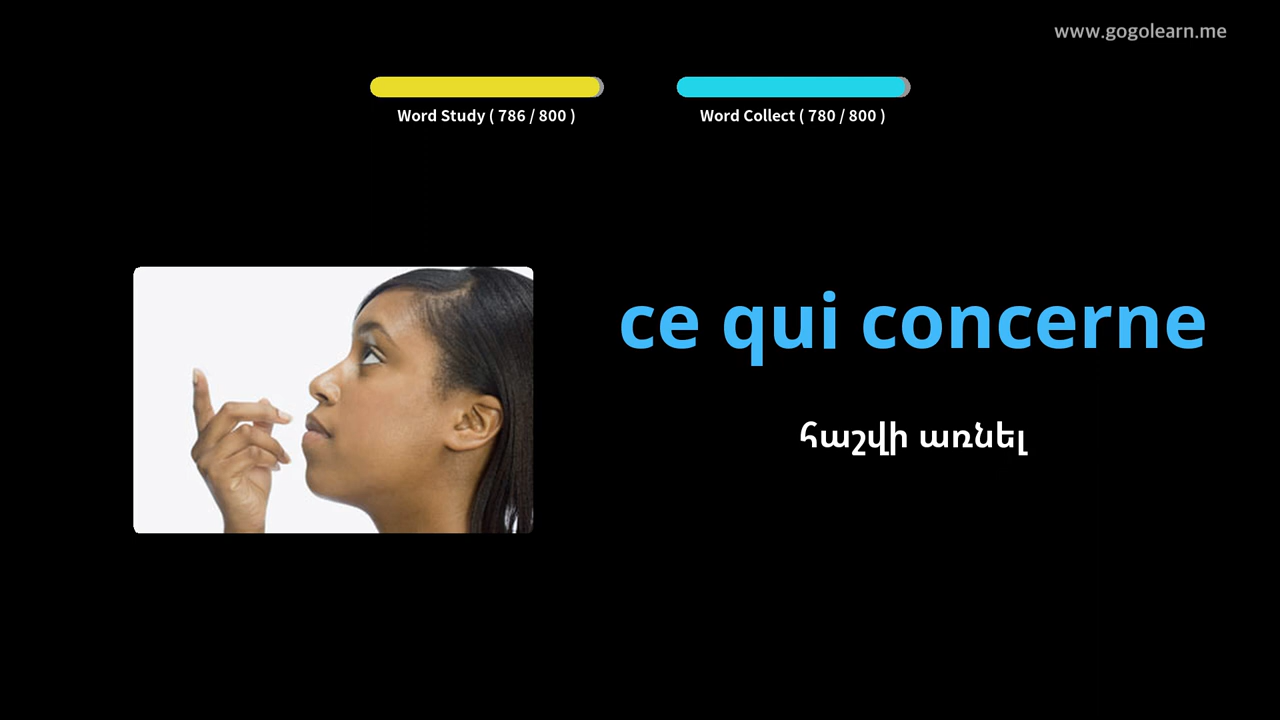 www.gogolearn.me
Word Study ( 786 / 800 )
Word Collect ( 780 / 800 )
ce qui concerne
հաշվի առնել